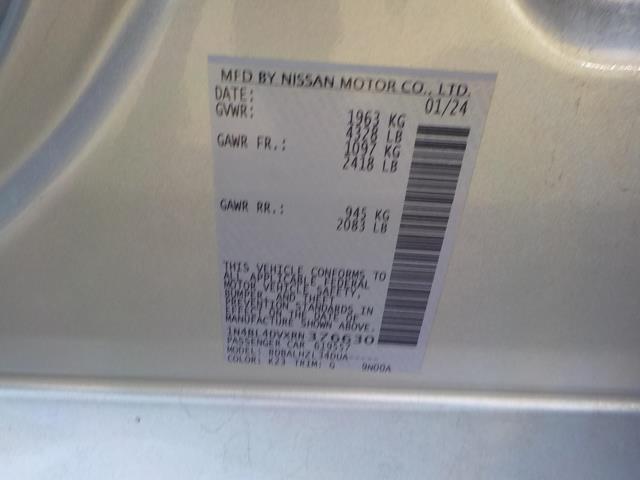 MFD BY NISSAN MOTOR CO., LTD.
DATE: 01/24
GVWR: 1963 KG
4328 LB
GAWR FR.: 1097 KG
2418 LB
GAWR RR.: 945 KG
2083 LB
THIS VEHICLE CONFORMS TO
ALL APPLICABLE FEDERAL
MOTOR VEHICLE SAFETY,
BUMPER, AND THEFT
PREVENTION STANDARDS IN
EFFECT ON THE DATE OF
MANUFACTURE SHOWN ABOVE.
1N4BL4DVXRN376630
PASSENGER CAR 619557
MODEL: BDBALHZL34DUA-----
COLOR: K23 TRIM: G 9N00A